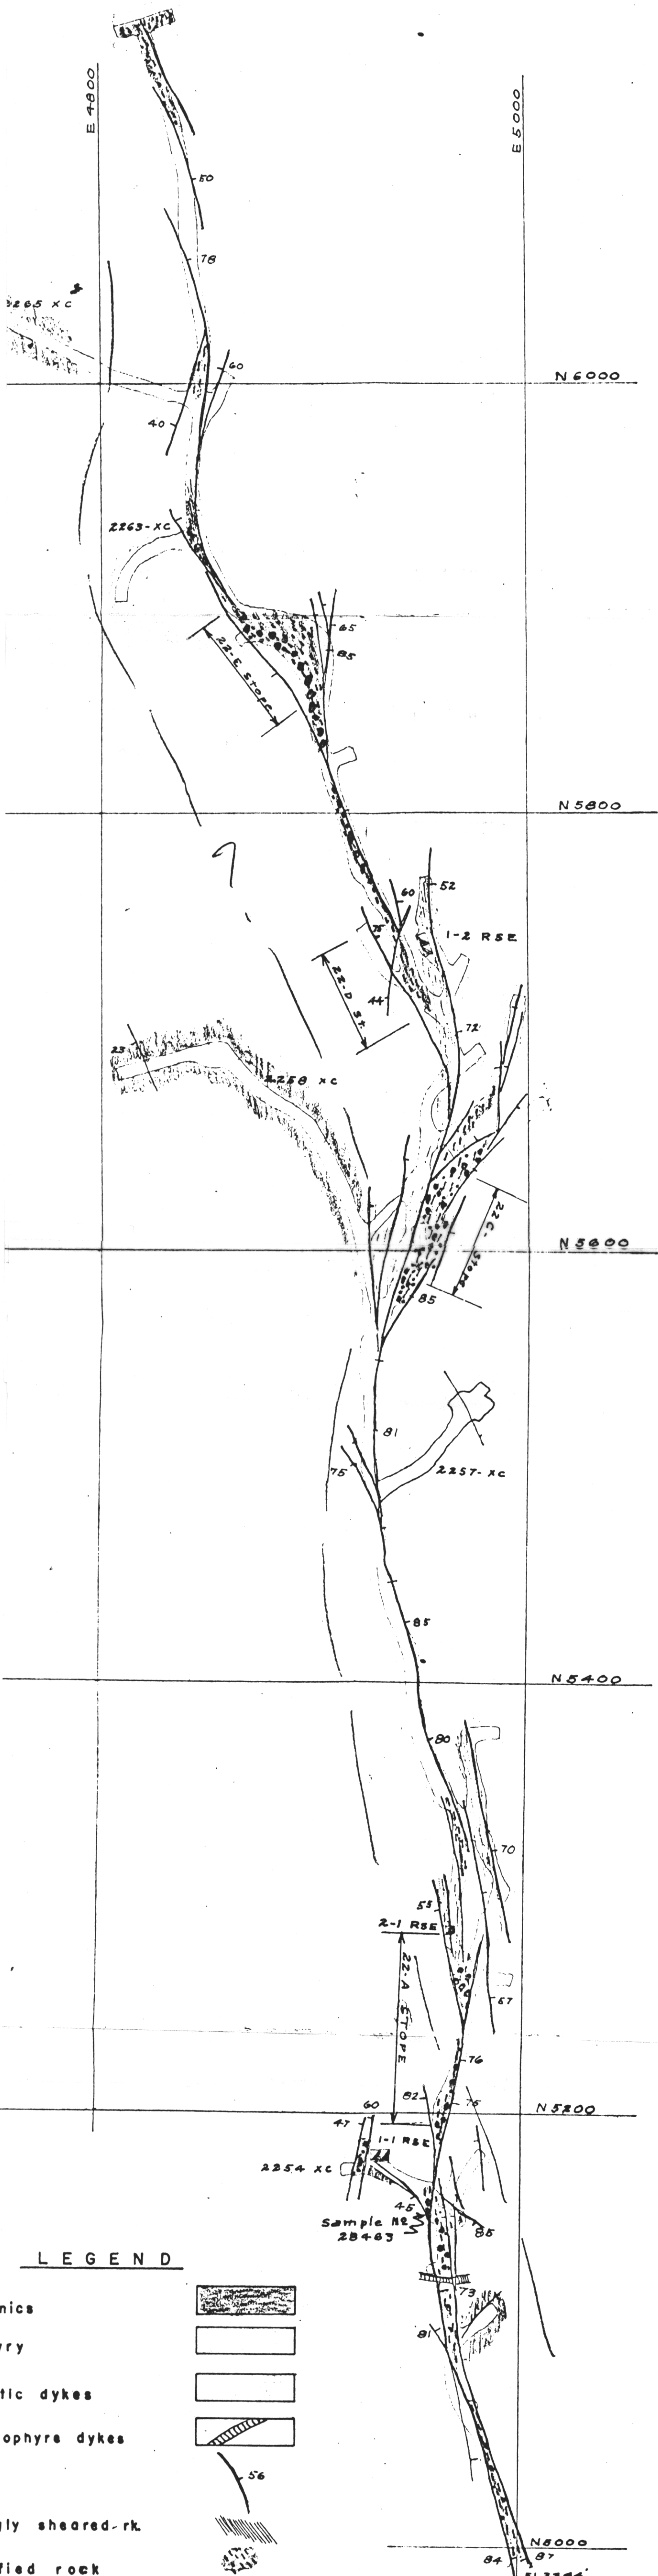 E 4800
E 5000
50
78
3265 XC
60
N 6000
40
2263-XC
65
85
22-E Stope
N 5800
60
52
75
1-2 RSE
22-D St.
44
72
23
2258 XC
22 C- Stope
N 5600
85
81
75
2257-XC
85
N 5400
80
70
55
2-1 RSE
22-A STOPE
67
76
82
75
60
N 5200
47
1-1 RSE
2254 XC
45
Sample No
28463
85
LEGEND
73
nics
81
ry
tic dykes
ophyre dykes
56
ly sheared-rk.
N5000
fied rock
84
87